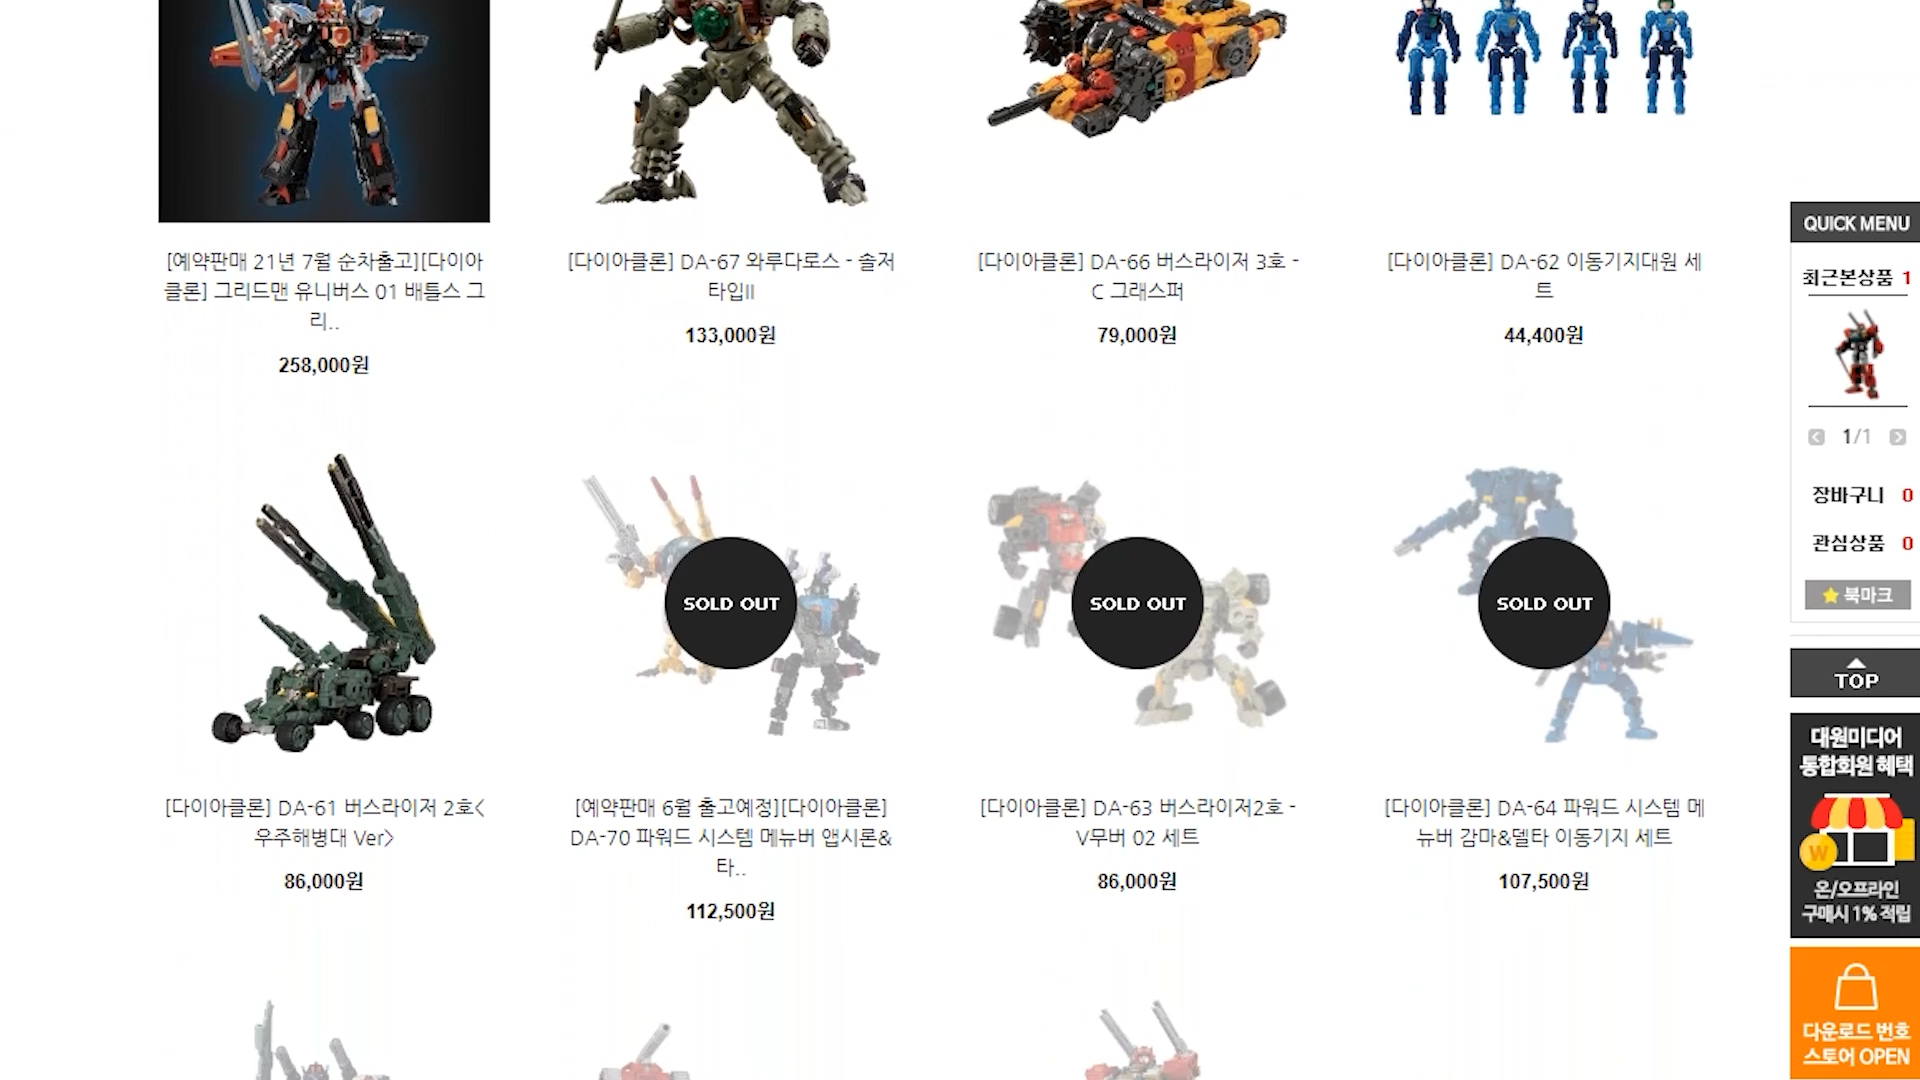 [예약판매 21년 7월 순차출고][다이아
클론] 그리드맨 유니버스 01 배틀스 그
리..
258,000원
[다이아클론] DA-67 와루다로스 - 솔저
타입II
133,000원
[다이아클론] DA-66 버스라이저 3호 -
C 그래스퍼
79,000원
[다이아클론] DA-62 이동기지대원 세
트
44,400원
[다이아클론] DA-61 버스라이저 2호<
우주해병대 Ver>
86,000원
SOLD OUT
[예약판매 6월 출고예정][다이아클론]
DA-70 파워드 시스템 메뉴버 앱시론&
타..
112,500원
SOLD OUT
[다이아클론] DA-63 버스라이저2호 -
V무버 02 세트
86,000원
SOLD OUT
[다이아클론] DA-64 파워드 시스템 메
뉴버 감마&델타 이동기지 세트
107,500원
QUICK MENU
최근본상품 1
1/1
장바구니 0
관심상품 0
북마크
TOP
대원미디어
통합회원 혜택
W
온/오프라인
구매시 1% 적립
다운로드 번호
스토어 OPEN